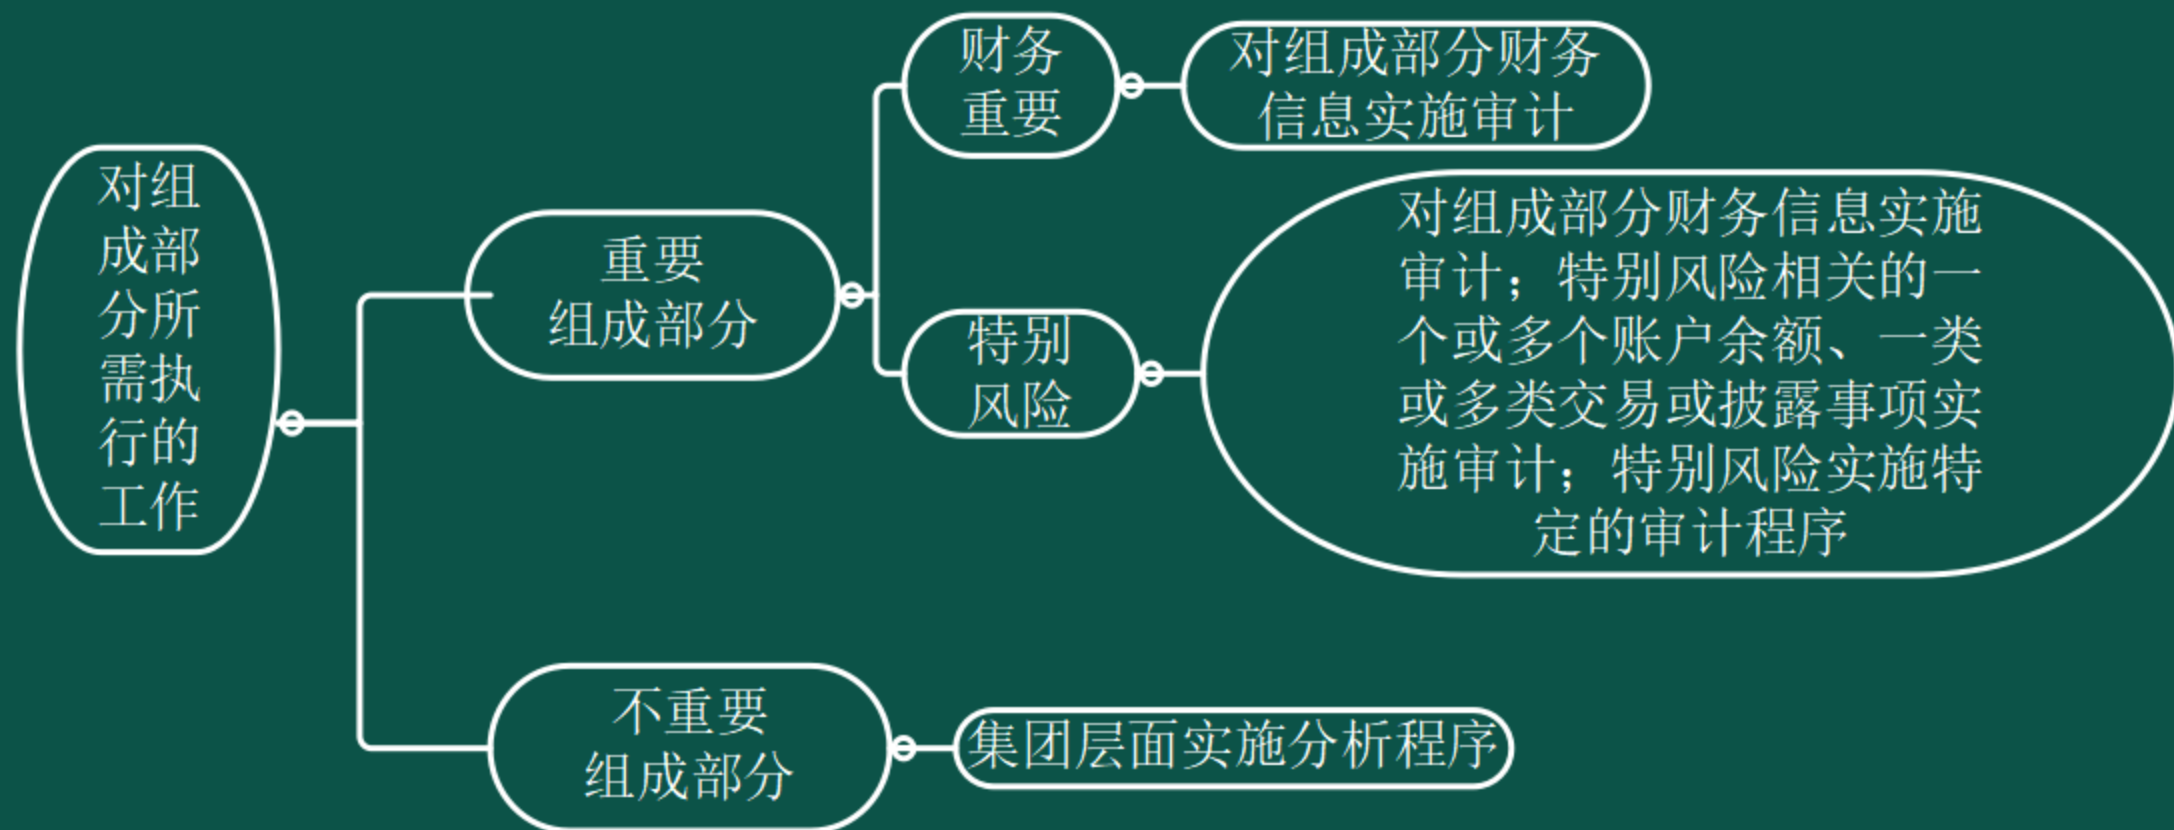 对组
成部
分所
需执
行的
工作
重要
组成部分
财务
重要
对组成部分财务
信息实施审计
特别
风险
对组成部分财务信息实施
审计；特别风险相关的一
个或多个账户余额、一类
或多类交易或披露事项实
施审计；特别风险实施特
定的审计程序
不重要
组成部分
集团层面实施分析程序